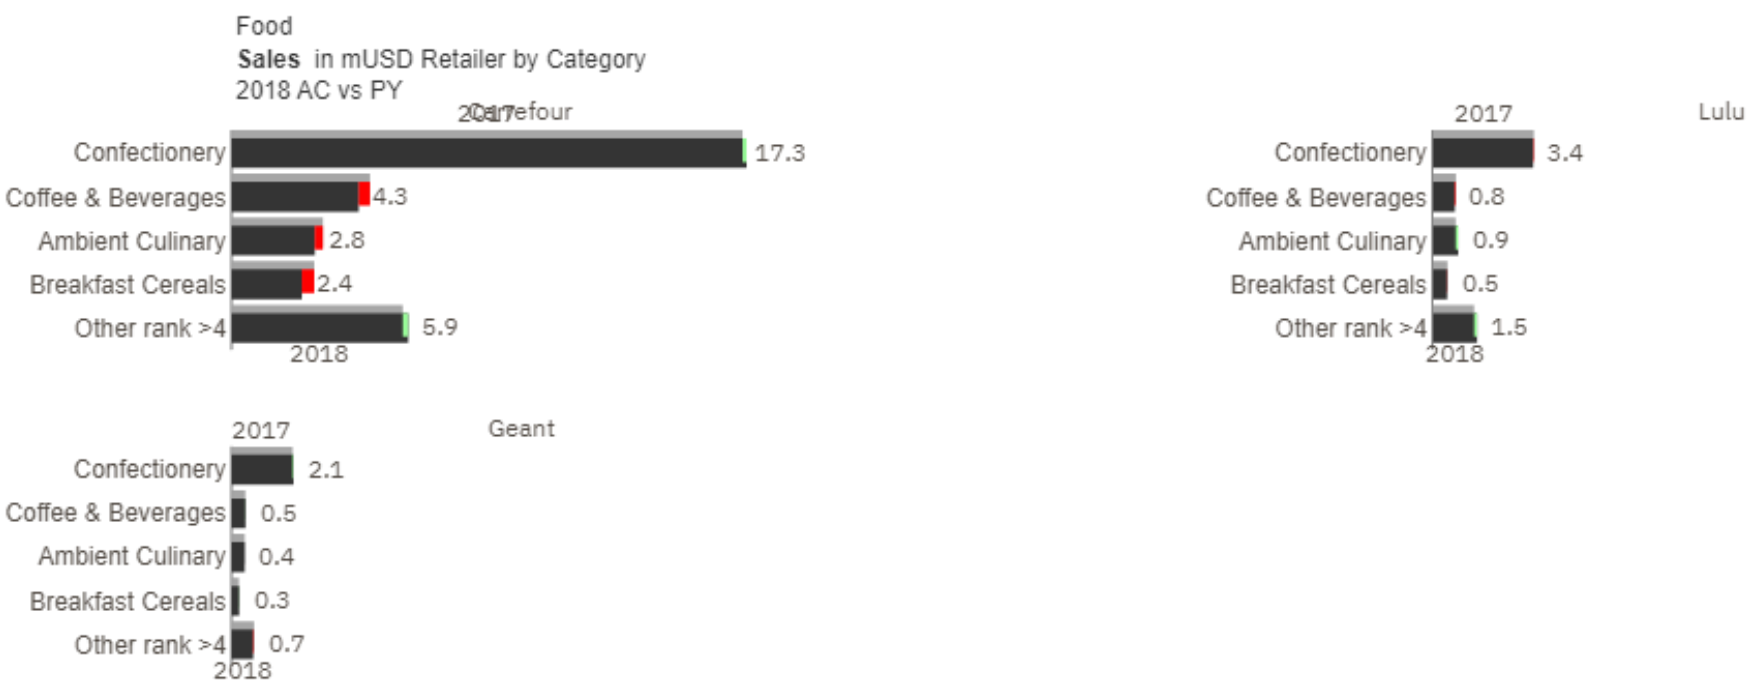 Food
Sales in mUSD Retailer by Category
2018 AC vs PY
2017 Carrefour
Confectionery 17.3
Coffee & Beverages 4.3
Ambient Culinary 2.8
Breakfast Cereals 2.4
Other rank >4 5.9
2018
2017 Lulu
Confectionery 3.4
Coffee & Beverages 0.8
Ambient Culinary 0.9
Breakfast Cereals 0.5
Other rank >4 1.5
2018
2017 Geant
Confectionery 2.1
Coffee & Beverages 0.5
Ambient Culinary 0.4
Breakfast Cereals 0.3
Other rank >4 0.7
2018